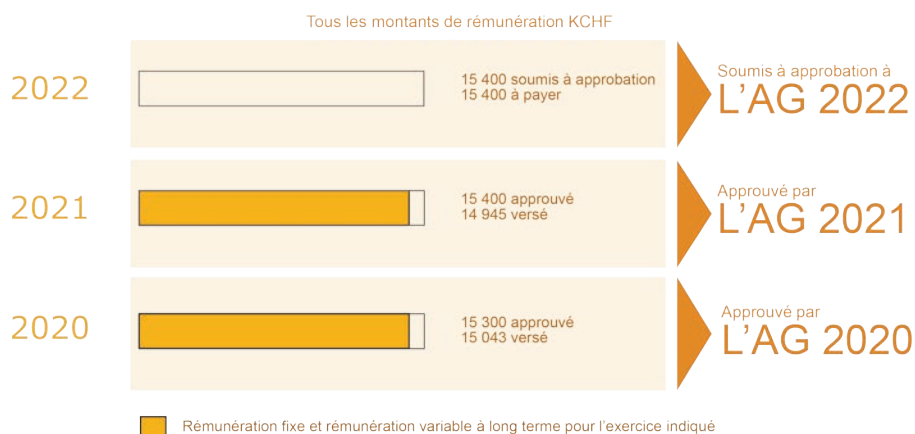 Tous les montants de rémunération KCHF
2022
15 400 soumis à approbation
15 400 à payer
Soumis à approbation à
L'AG 2022
2021
15 400 approuvé
14 945 versé
Approuvé par
L'AG 2021
2020
15 300 approuvé
15 043 versé
Approuvé par
L'AG 2020
Rémunération fixe et rémunération variable à long terme pour l'exercice indiqué